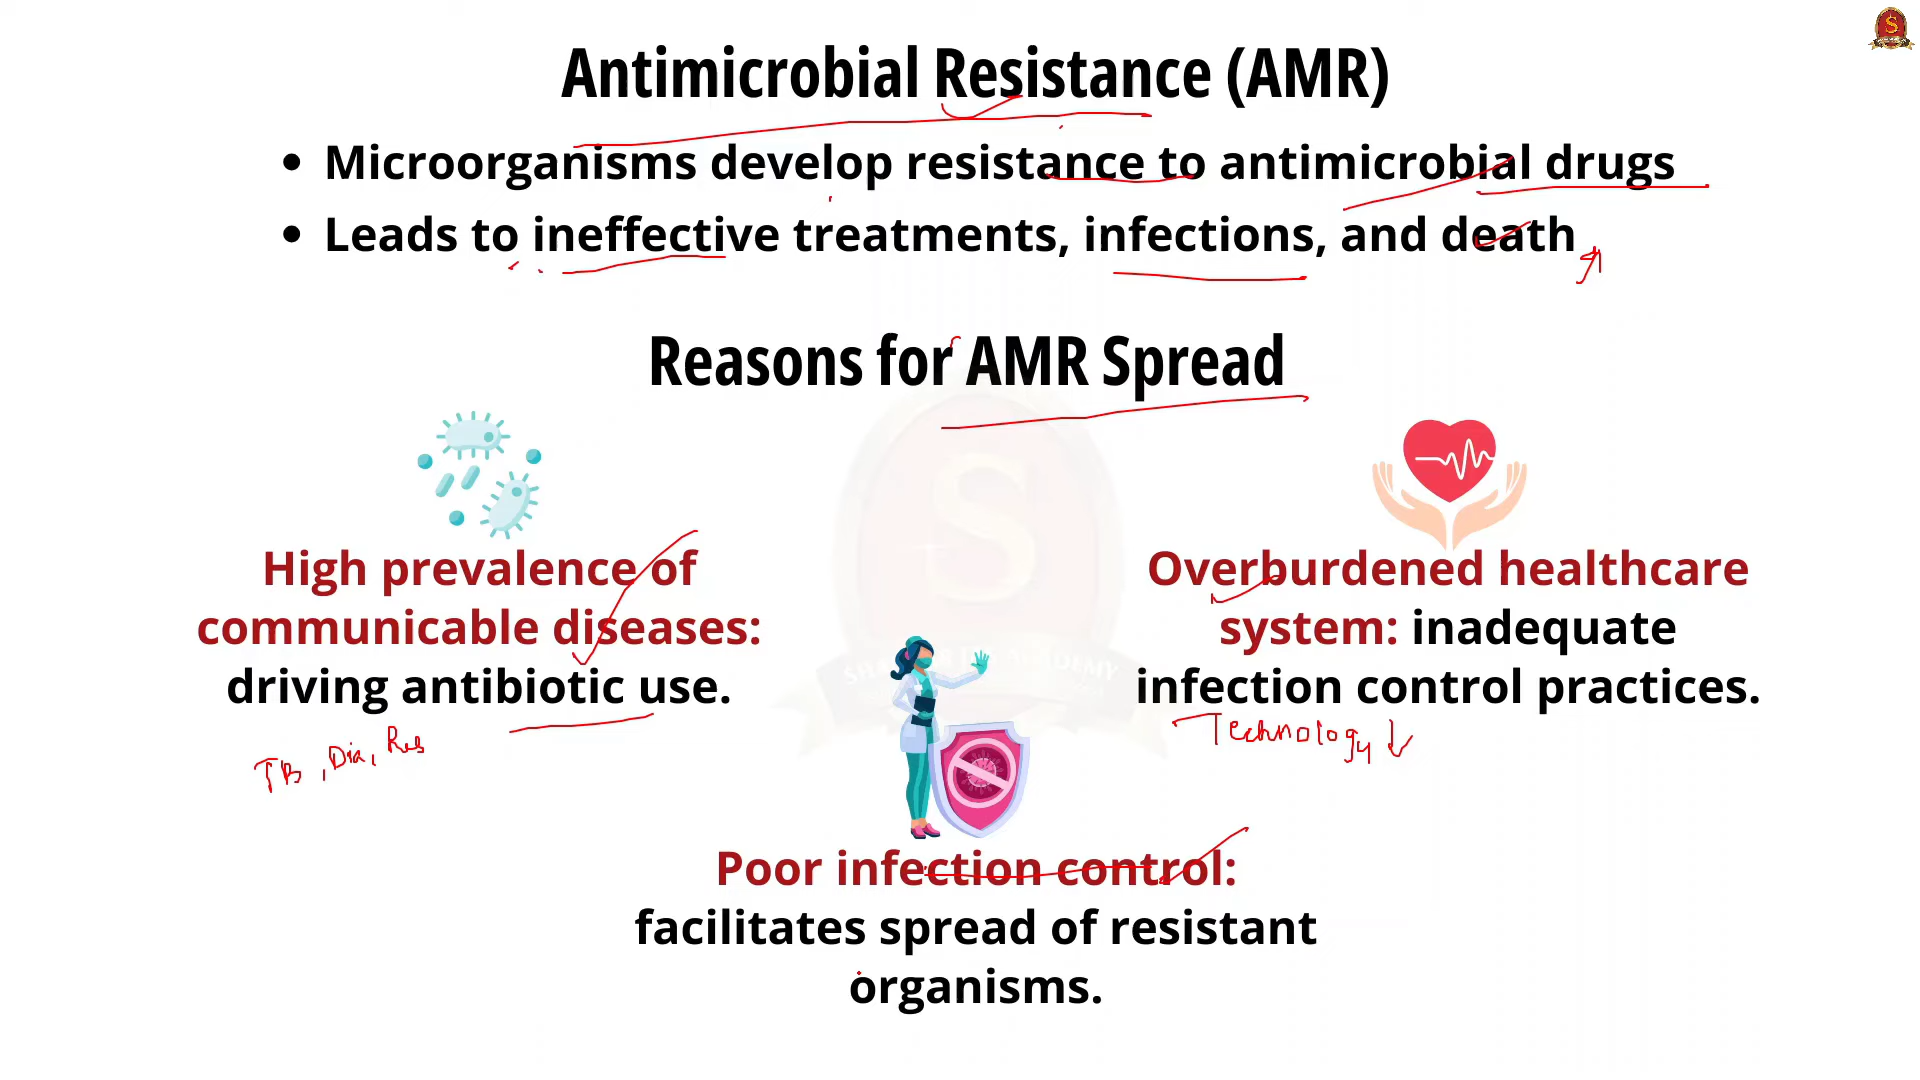 Antimicrobial Resistance (AMR)
• Microorganisms develop resistance to antimicrobial drugs
• Leads to ineffective treatments, infections, and death
Reasons for AMR Spread
High prevalence of
communicable diseases:
driving antibiotic use.
TB, Dia, Res
Overburdened healthcare
system: inadequate
infection control practices.
Technology ↓
Poor infection control:
facilitates spread of resistant
organisms.